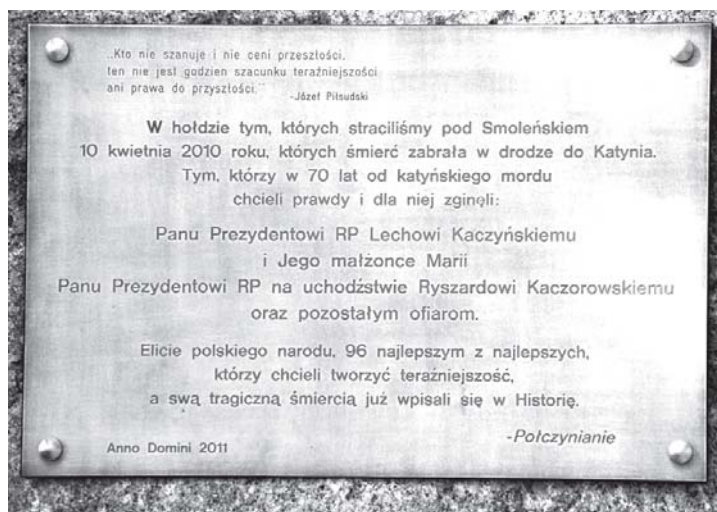 „Kto nie szanuje i nie ceni przeszłości,
ten nie jest godzien szacunku teraźniejszości
ani prawa do przyszłości.”
-Józef Piłsudski
W hołdzie tym, których straciliśmy pod Smoleńskiem
10 kwietnia 2010 roku, których śmierć zabrała w drodze do Katynia.
Tym, którzy w 70 lat od katyńskiego mordu
chcieli prawdy i dla niej zginęli:
Panu Prezydentowi RP Lechowi Kaczyńskiemu
i Jego małżonce Marii
Panu Prezydentowi RP na uchodźstwie Ryszardowi Kaczorowskiemu
oraz pozostałym ofiarom.
Elicie polskiego narodu, 96 najlepszym z najlepszych,
którzy chcieli tworzyć teraźniejszość,
a swą tragiczną śmiercią już wpisali się w Historię.
-Połczynianie
Anno Domini 2011